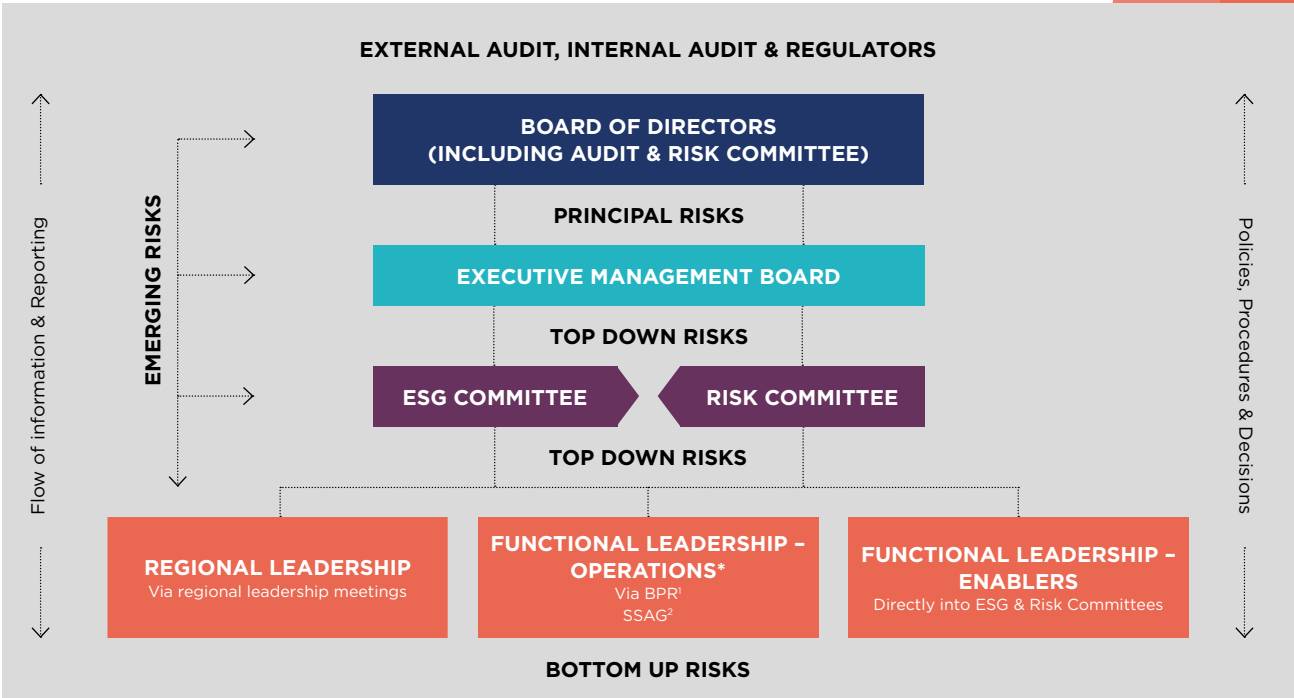 EXTERNAL AUDIT, INTERNAL AUDIT & REGULATORS
BOARD OF DIRECTORS
(INCLUDING AUDIT & RISK COMMITTEE)
PRINCIPAL RISKS
EXECUTIVE MANAGEMENT BOARD
TOP DOWN RISKS
ESG COMMITTEE
RISK COMMITTEE
TOP DOWN RISKS
Flow of information & Reporting
EMERGING RISKS
Policies, Procedures & Decisions
REGIONAL LEADERSHIP
Via regional leadership meetings
FUNCTIONAL LEADERSHIP –
OPERATIONS*
Via BPR¹
SSAG²
FUNCTIONAL LEADERSHIP –
ENABLERS
Directly into ESG & Risk Committees
BOTTOM UP RISKS